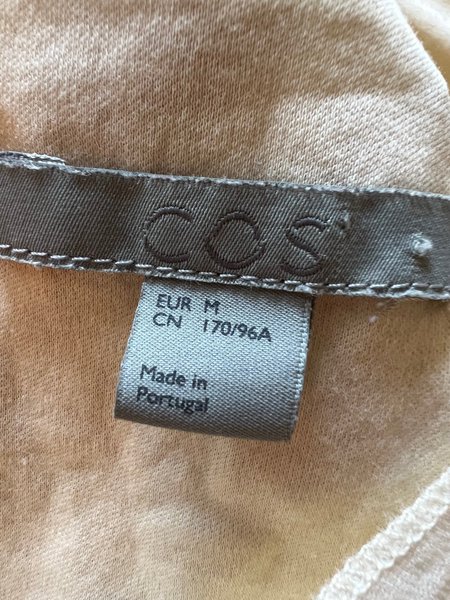 COS
EUR M
CN 170/96A
Made in
Portugal